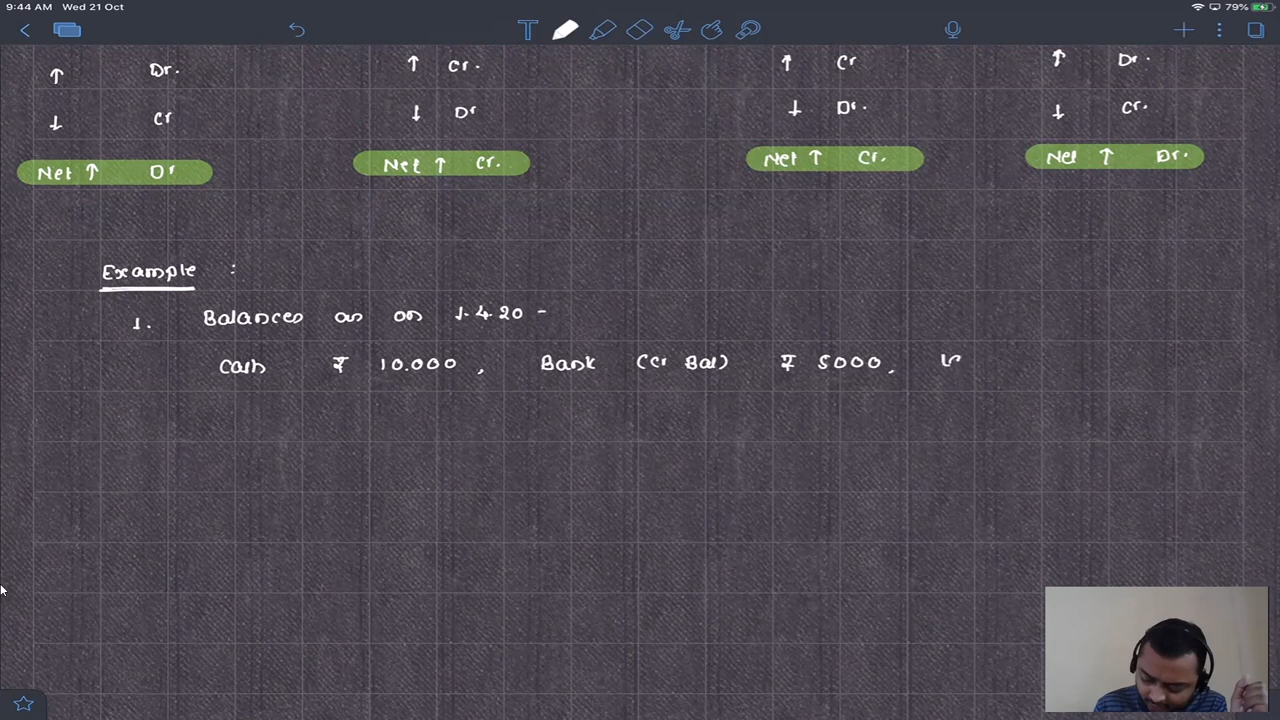 9:44 AM Wed 21 Oct 79%
↑ Dr. ↑ Cr. ↑ Cr ↑ Dr.
↓ Cr ↓ Dr ↓ Dr. ↓ Cr.
Net ↑ Dr Net ↑ Cr. Net ↑ Cr. Net ↑ Dr.
Example :
1. Balances as on 1.4.20 -
Cash ₹ 10.000, Bank (Cr Bal) ₹ 5000,